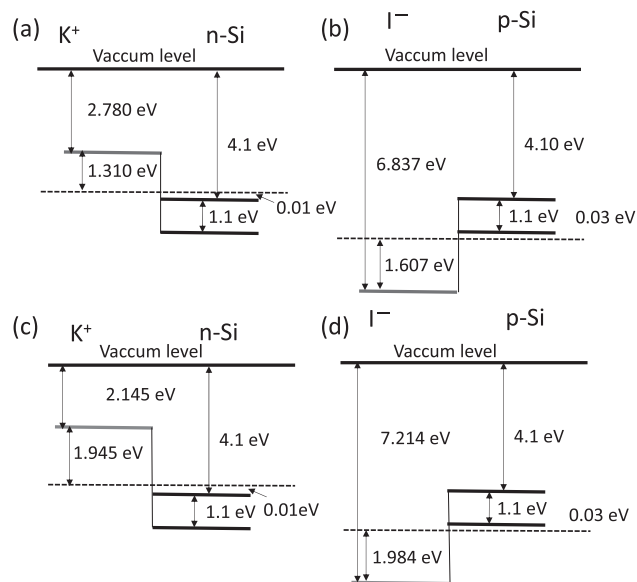 (a)
K⁺ n-Si
Vaccum level
2.780 eV
4.1 eV
1.310 eV
0.01 eV
1.1 eV
(b)
I⁻ p-Si
Vaccum level
4.10 eV
6.837 eV
1.1 eV 0.03 eV
1.607 eV
(c)
K⁺ n-Si
Vaccum level
2.145 eV
4.1 eV
1.945 eV
0.01eV
1.1 eV
(d)
I⁻ p-Si
Vaccum level
7.214 eV 4.1 eV
1.1 eV 0.03 eV
1.984 eV